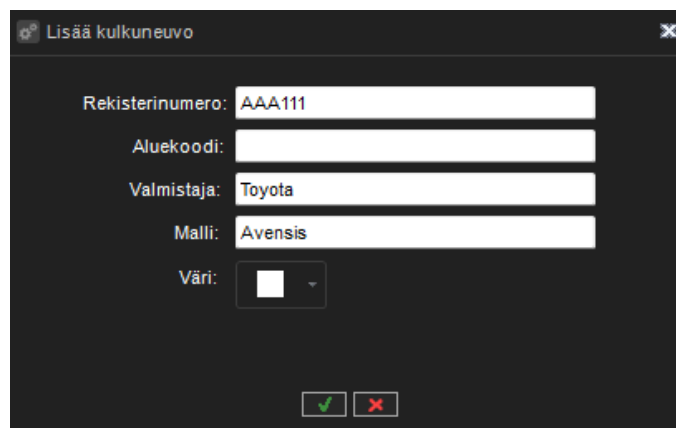 Lisää kulkuneuvo
Rekisterinumero: AAA111
Aluekoodi:
Valmistaja: Toyota
Malli: Avensis
Väri: